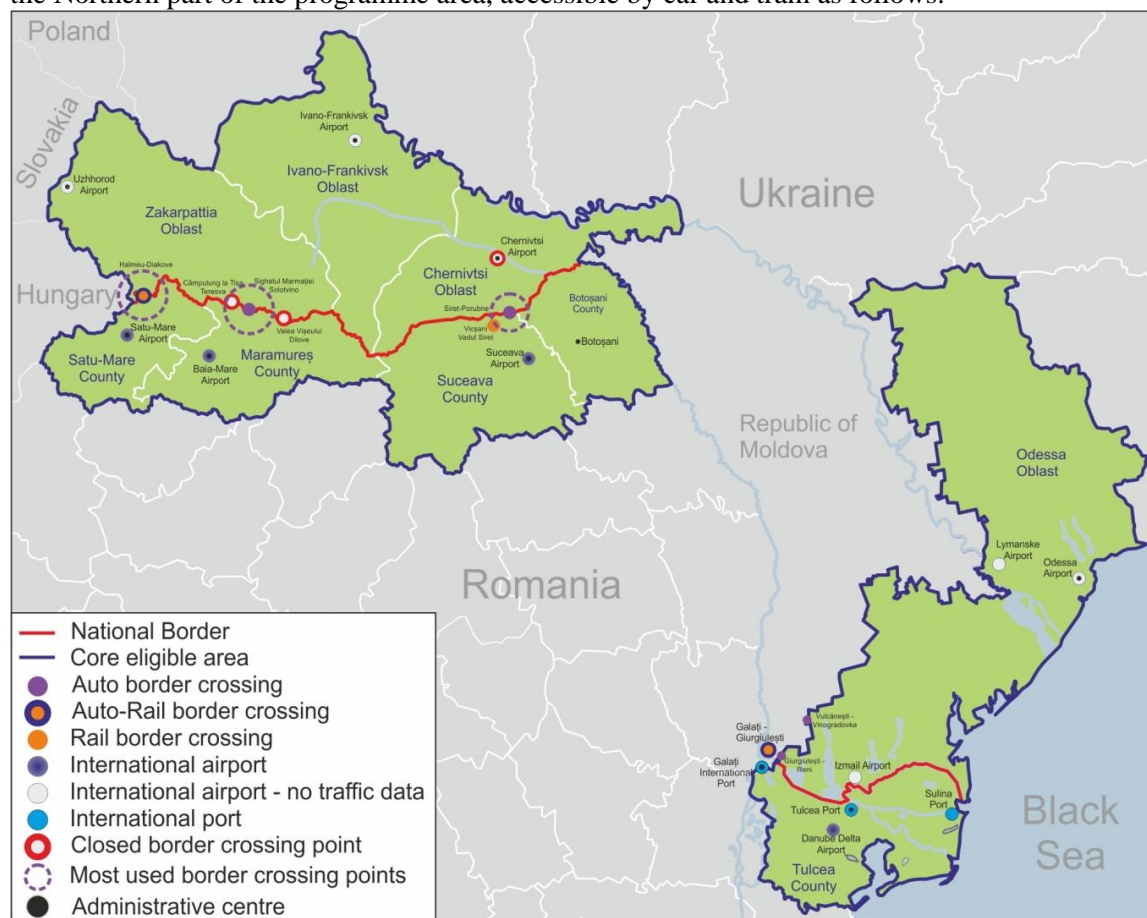 the Northern part of the programme area, accessible by car and train as follows:
Poland
Slovakia
Hungary
Ukraine
Republic of
Moldova
Romania
Black
Sea
Ivano-Frankivsk
Airport
Ivano-Frankivsk
Oblast
Uzhhorod
Airport
Zakarpattia
Oblast
Chernivtsi
Airport
Chernivtsi
Oblast
Halmeu-Diakove
Câmpulung la Tisa
Teresva
Sighetul Marmației
Solotvino
Valea Vișeului
Dilove
Siret-Porubne
Vicșani
Vadul Siret
Botoșani
County
Botoșani
Satu-Mare
Airport
Satu-Mare
County
Baia-Mare
Airport
Maramureș
County
Suceava
Airport
Suceava
County
Odessa
Oblast
Lymanske
Airport
Odessa
Airport
Vulcănești -
Vinogradovka
Galați -
Giurgiulești
Giurgiulești -
Reni
Galați
International
Port
Izmail Airport
Tulcea Port
Sulina
Port
Danube Delta
Airport
Tulcea
County
National Border
Core eligible area
Auto border crossing
Auto-Rail border crossing
Rail border crossing
International airport
International airport - no traffic data
International port
Closed border crossing point
Most used border crossing points
Administrative centre